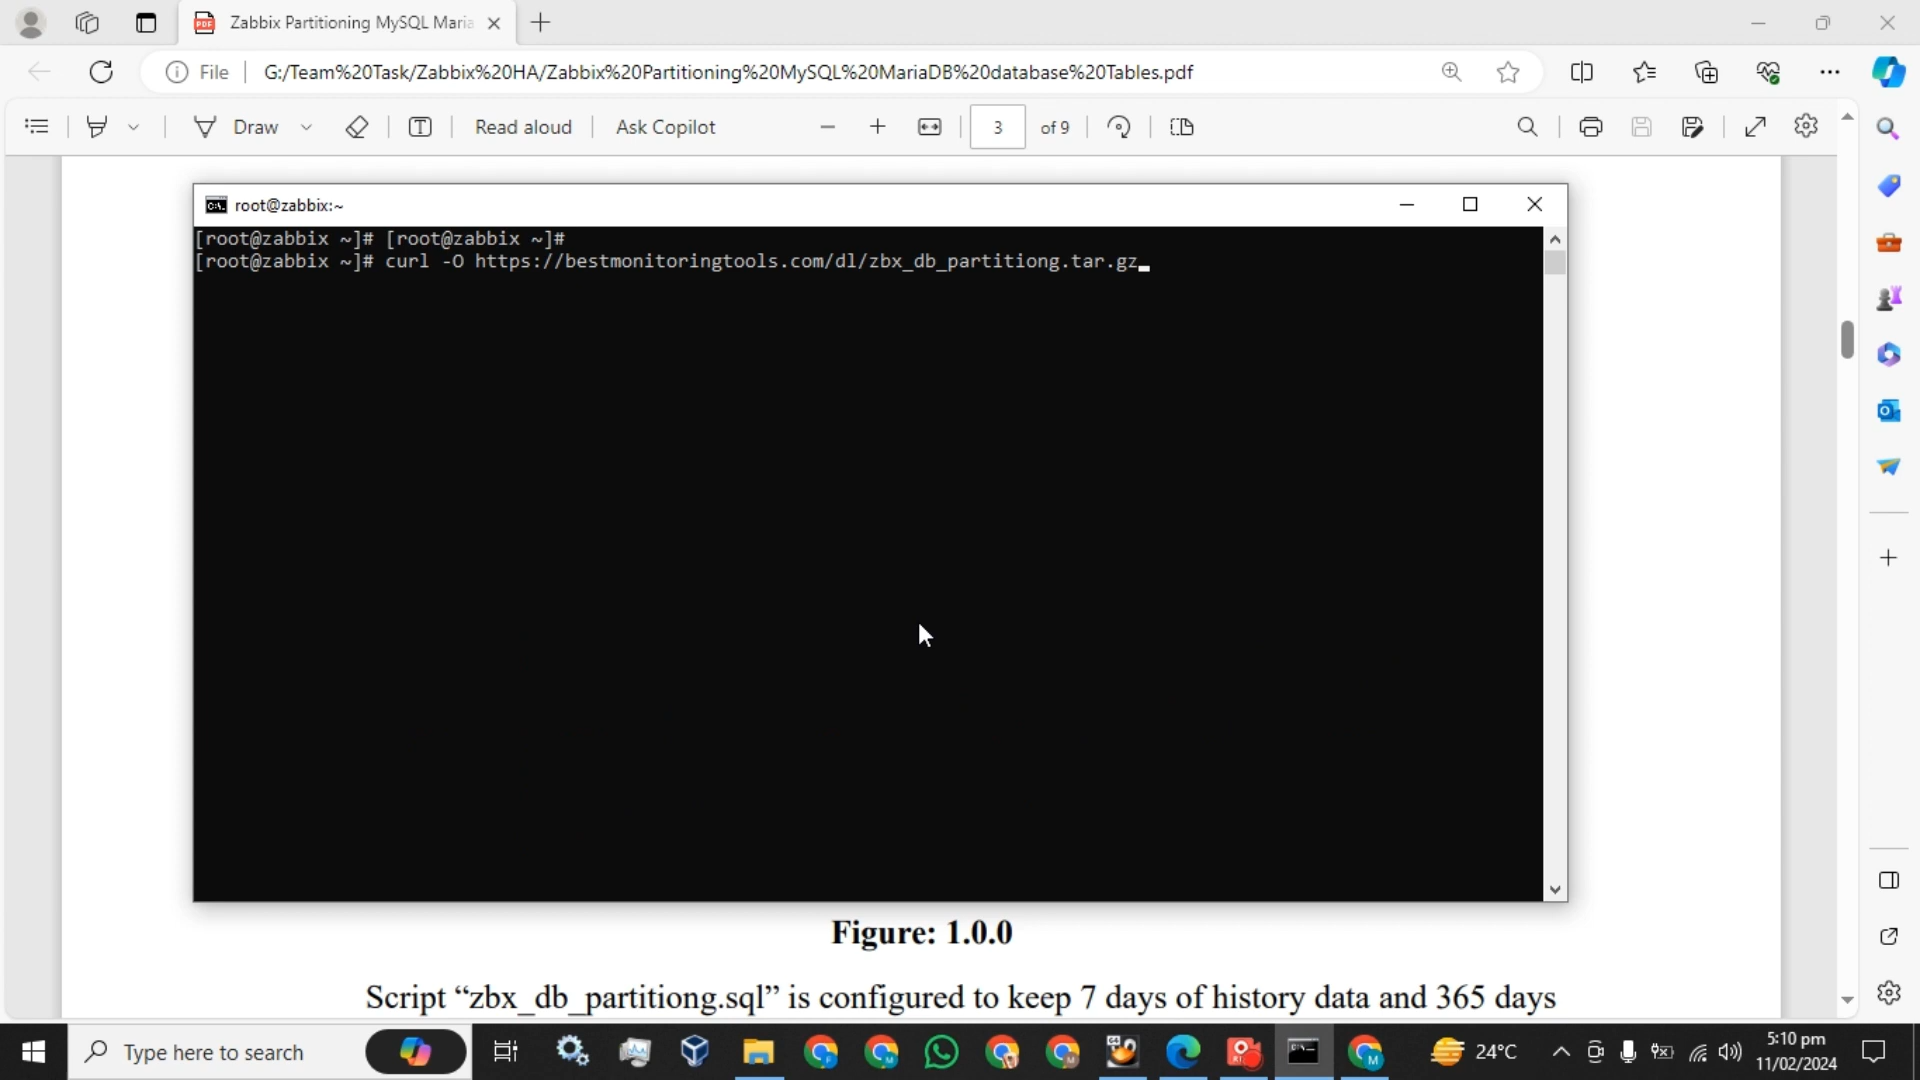 Zabbix Partitioning MySQL Maria
File
G:/Team%20Task/Zabbix%20HA/Zabbix%20Partitioning%20MySQL%20MariaDB%20database%20Tables.pdf
Draw
Read aloud
Ask Copilot
3
of 9
root@zabbix:~
[root@zabbix ~]# [root@zabbix ~]#
[root@zabbix ~]# curl -O https://bestmonitoringtools.com/dl/zbx_db_partitiong.tar.gz
Figure: 1.0.0
Script “zbx_db_partitiong.sql” is configured to keep 7 days of history data and 365 days
Type here to search
24°C
5:10 pm
11/02/2024